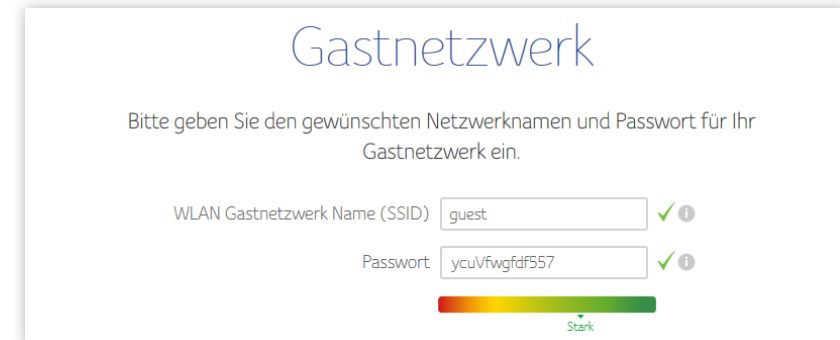 Gastnetzwerk
Bitte geben Sie den gewünschten Netzwerknamen und Passwort für Ihr
Gastnetzwerk ein.
WLAN Gastnetzwerk Name (SSID) guest
Passwort ycuVfwgfdf557
Stark